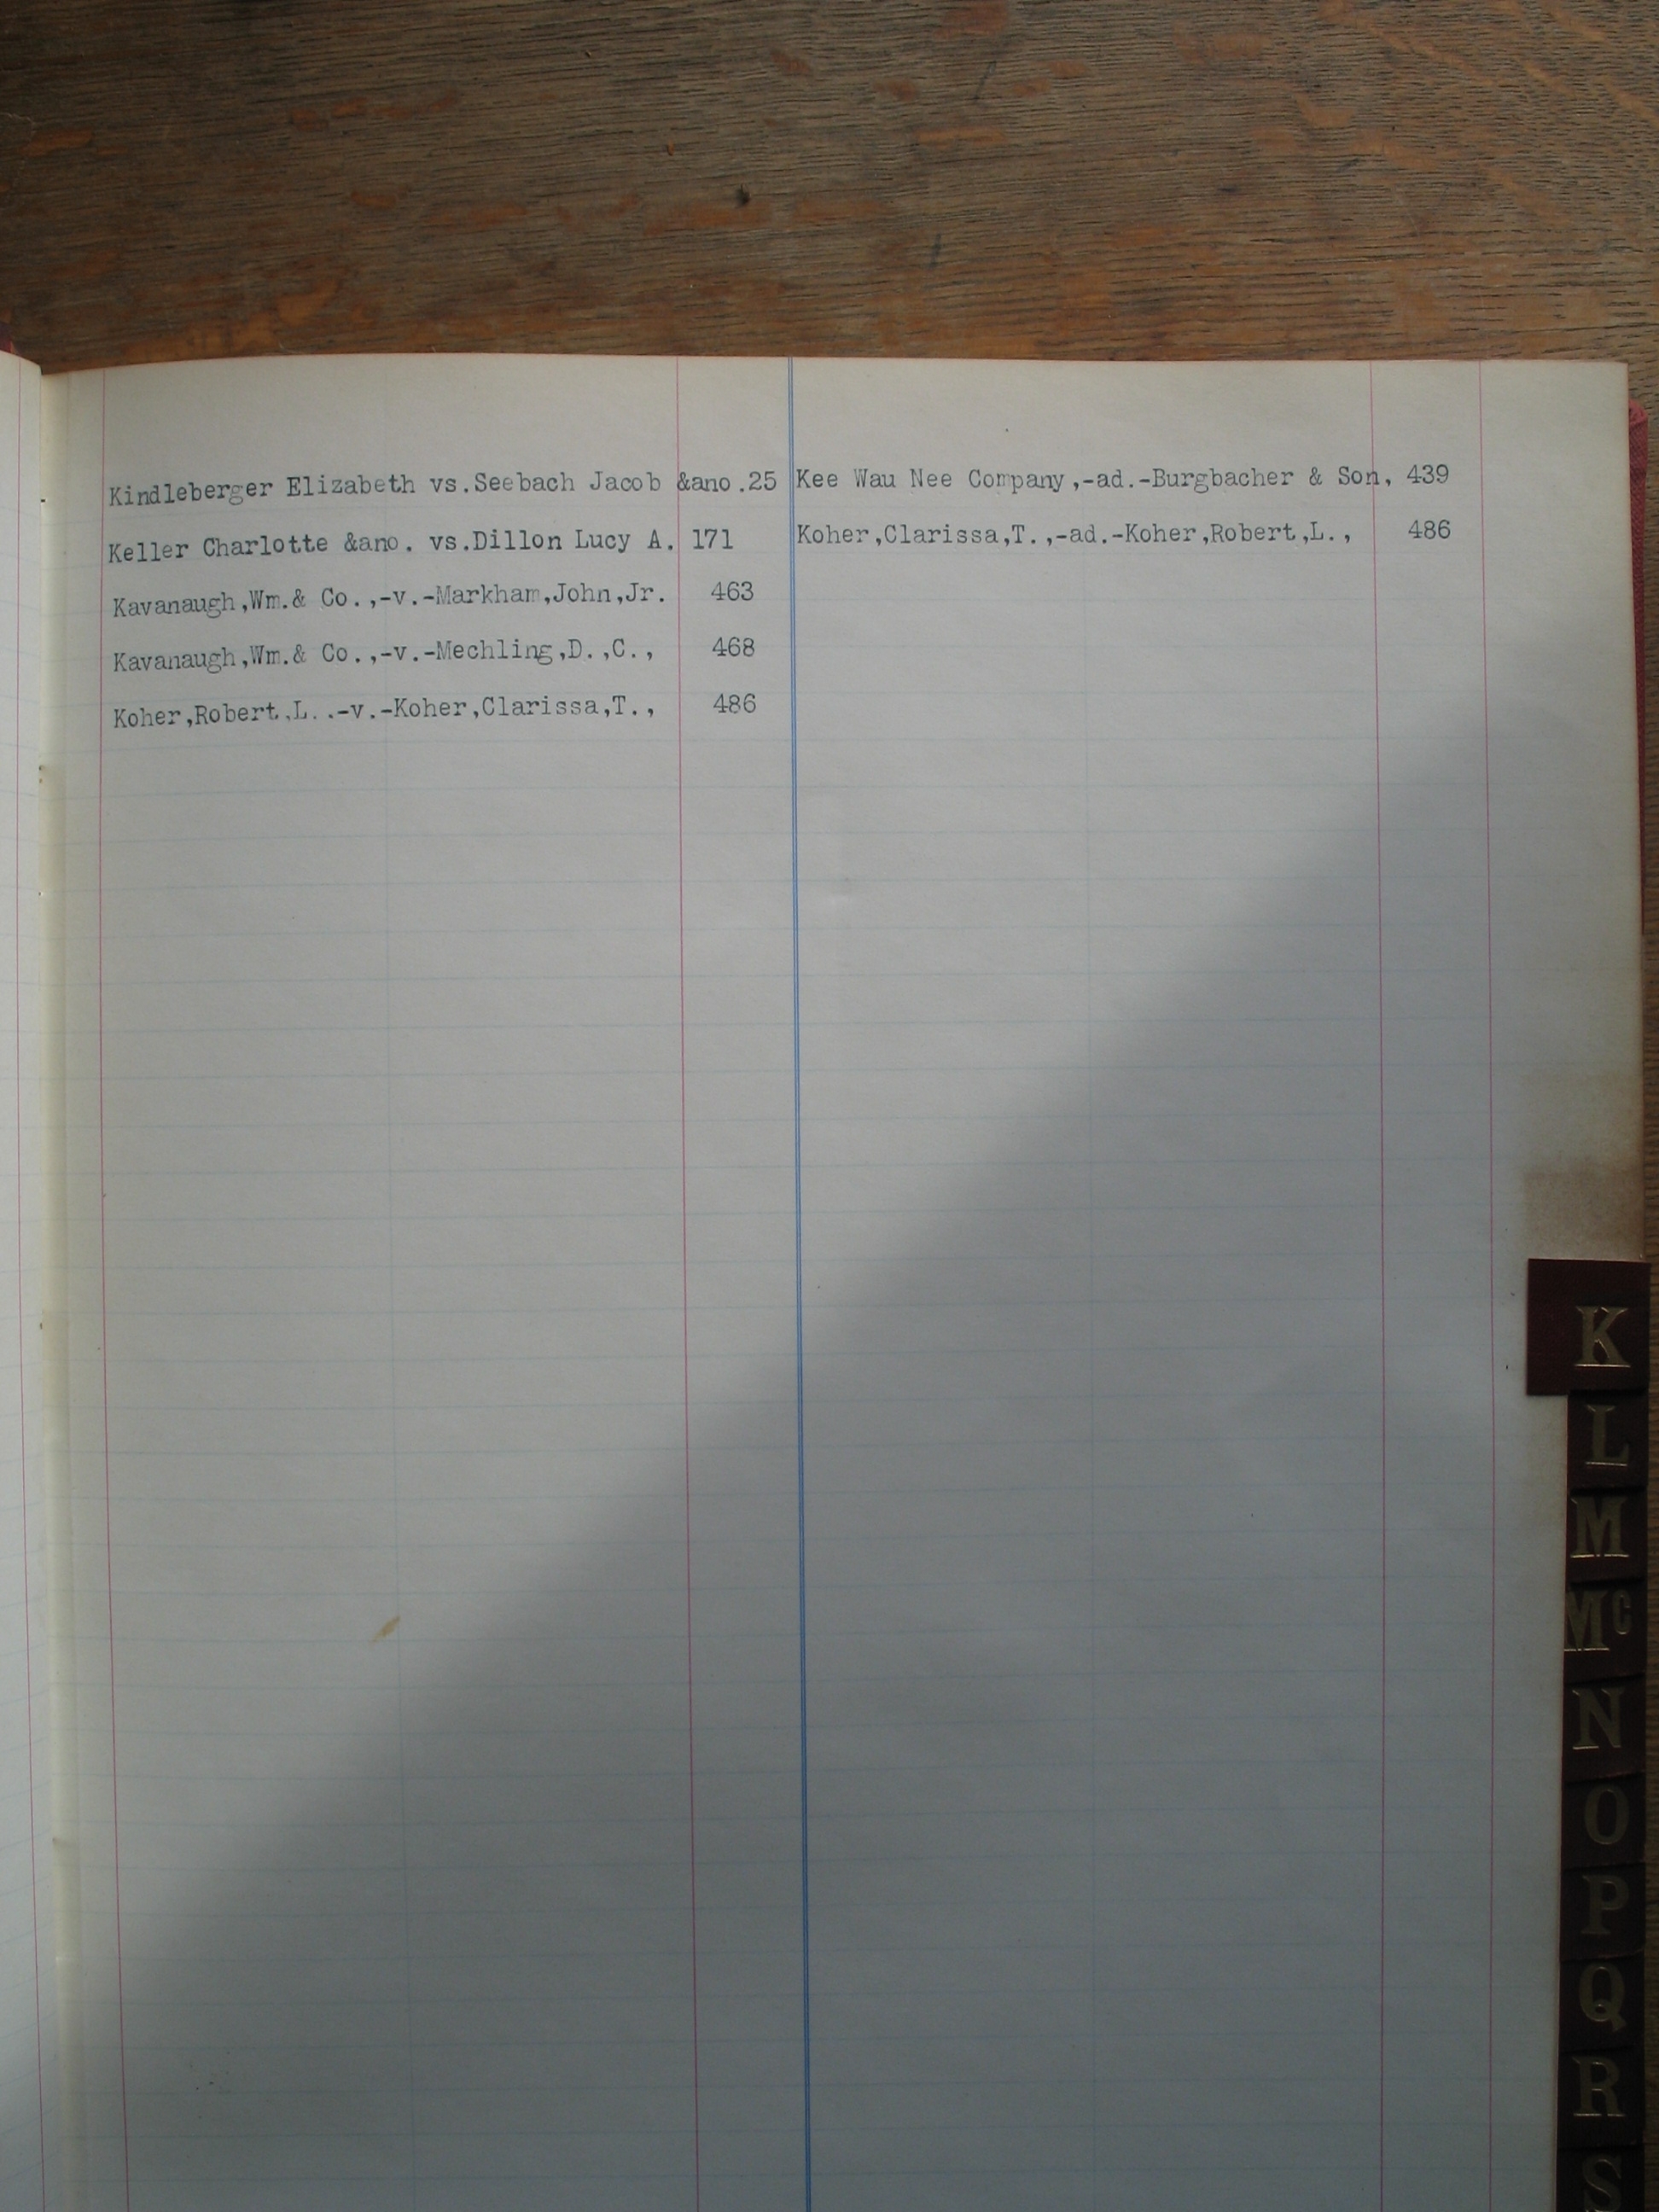 Kindleberger Elizabeth vs.Seebach Jacob &ano.25
Keller Charlotte &ano. vs.Dillon Lucy A. 171
Kavanaugh,Wm.& Co.,-v.-Markham,John,Jr. 463
Kavanaugh,Wm.& Co.,-v.-Mechling,D.,C., 468
Koher,Robert,L..-v.-Koher,Clarissa,T., 486
Kee Wau Nee Company,-ad.-Burgbacher & Son, 439
Koher,Clarissa,T.,-ad.-Koher,Robert,L., 486
K
L
M
Mc
N
O
P
Q
R
S